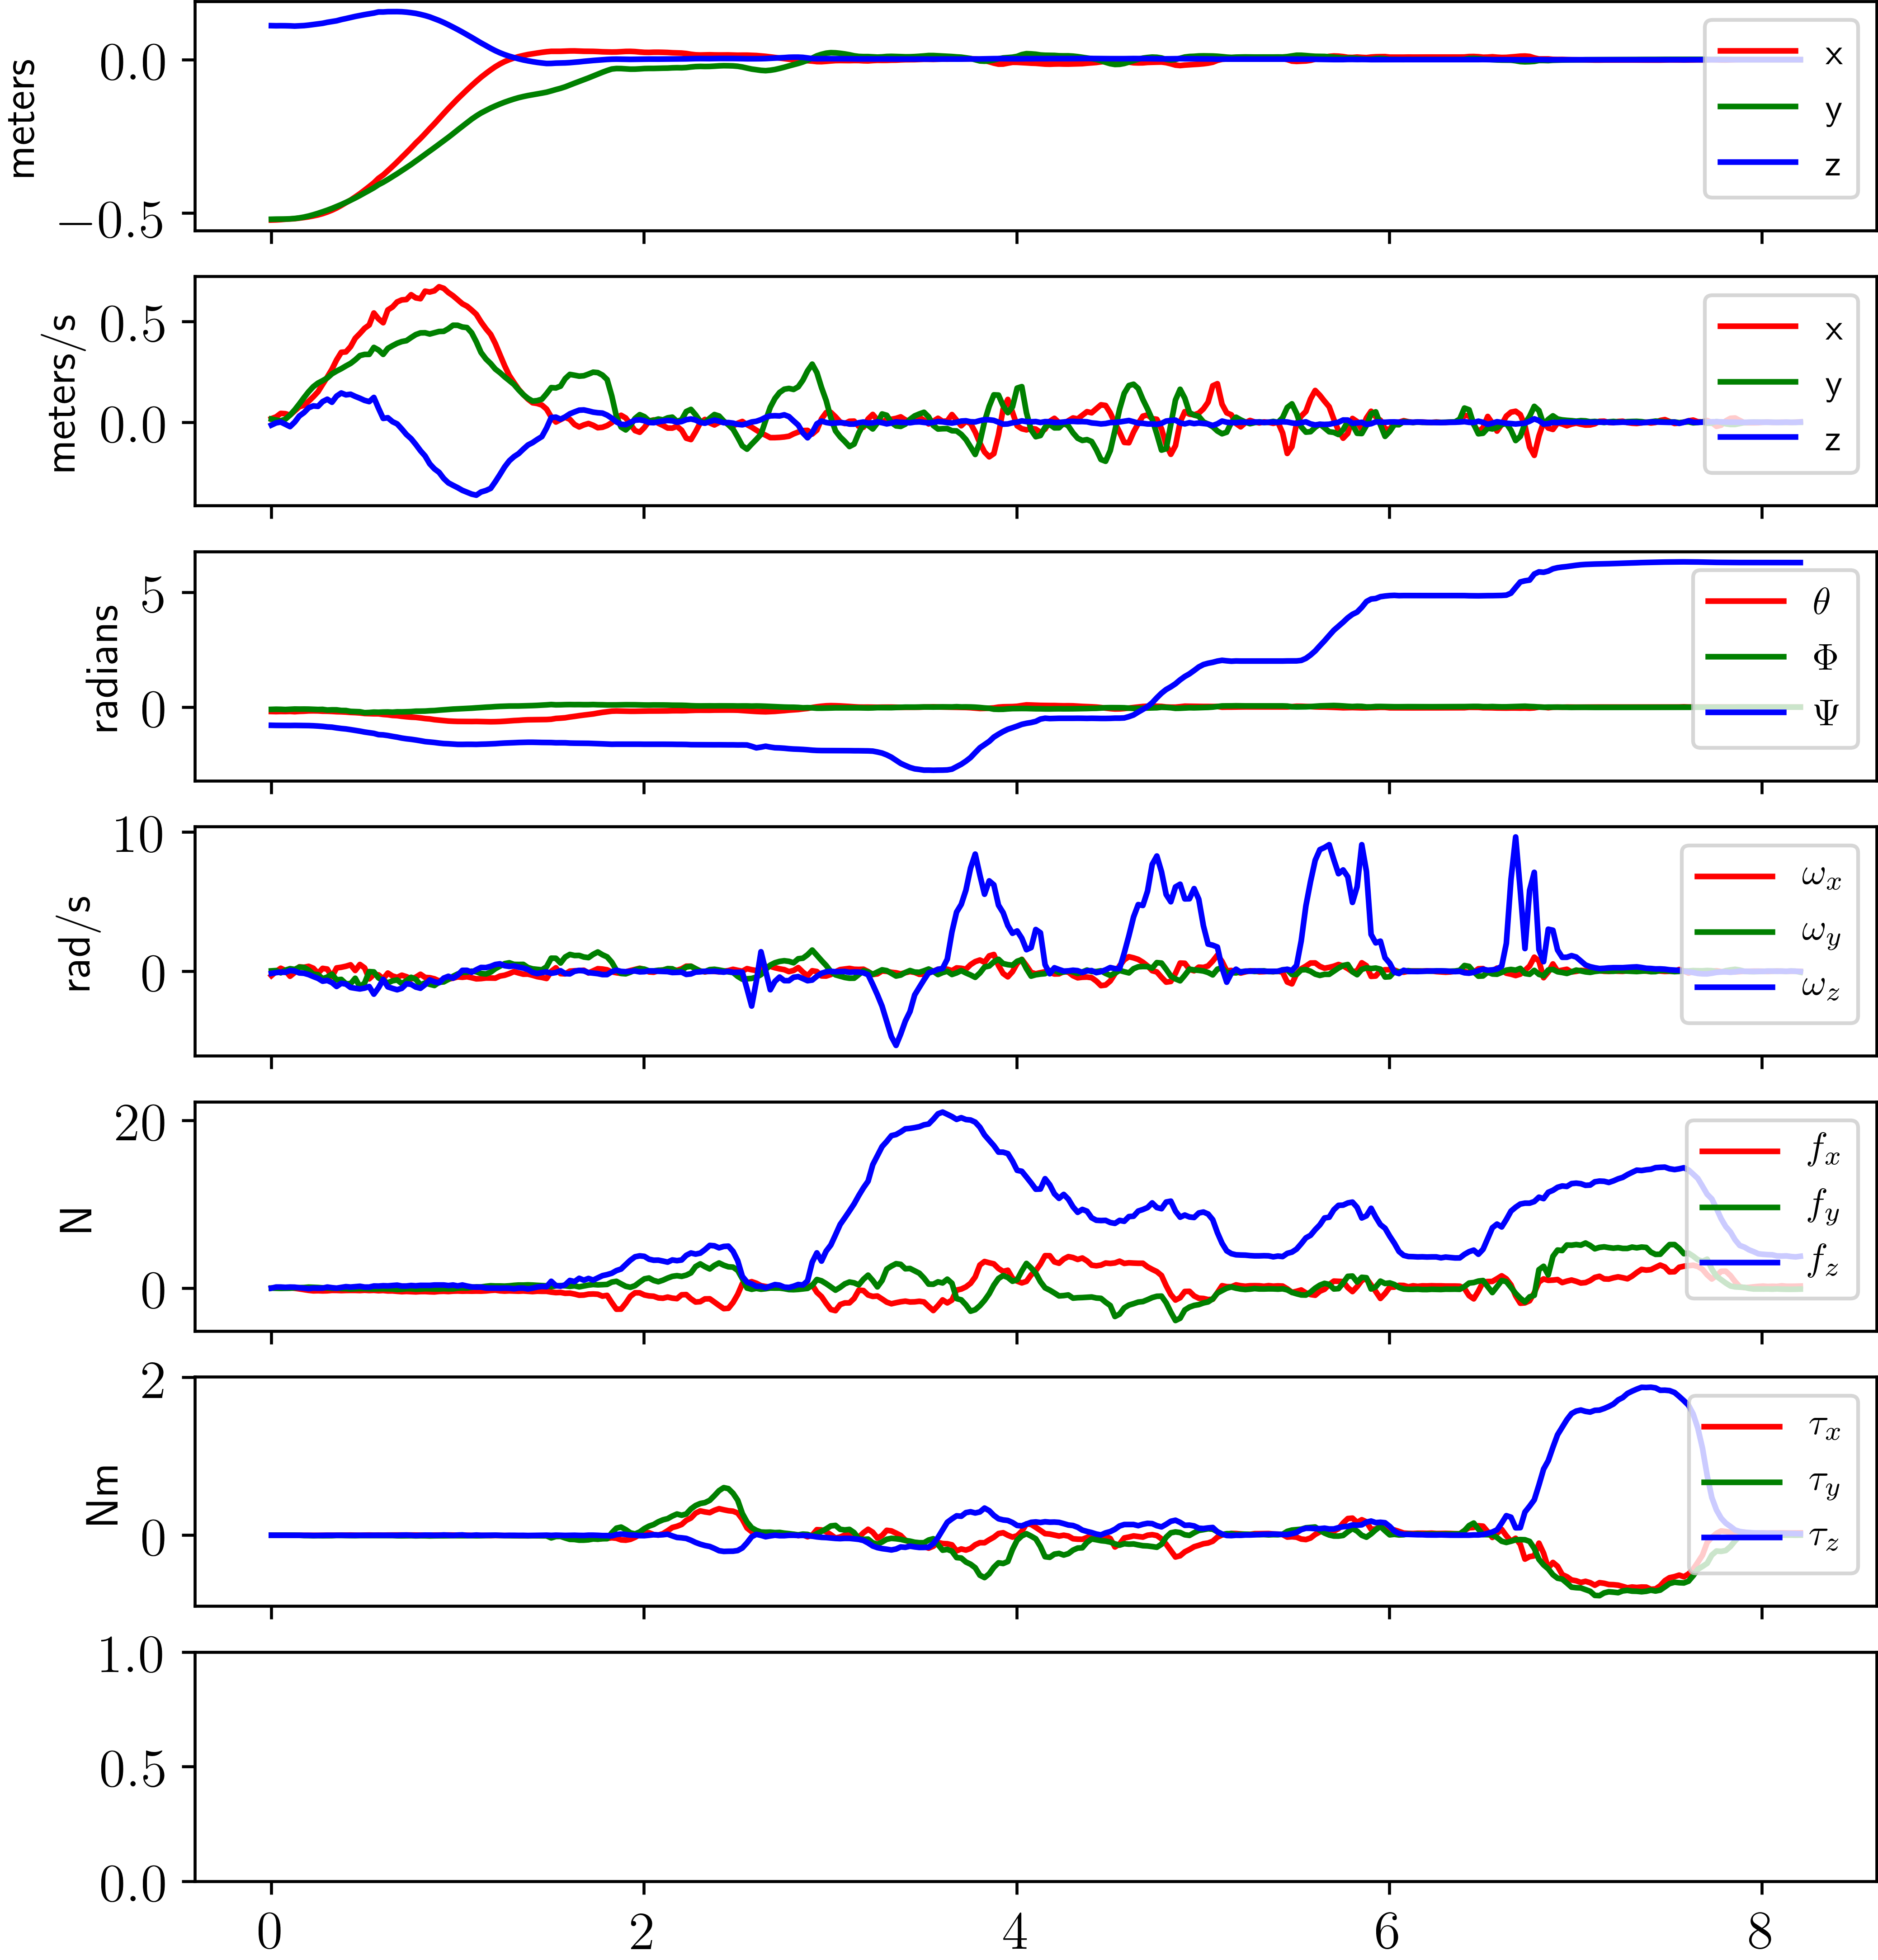 meters
0.0
−0.5
x
y
z
meters/s
0.5
0.0
x
y
z
radians
5
0
θ
Φ
Ψ
rad/s
10
0
ω_x
ω_y
ω_z
N
20
0
f_x
f_y
f_z
Nm
2
0
τ_x
τ_y
τ_z
1.0
0.5
0.0
0 2 4 6 8